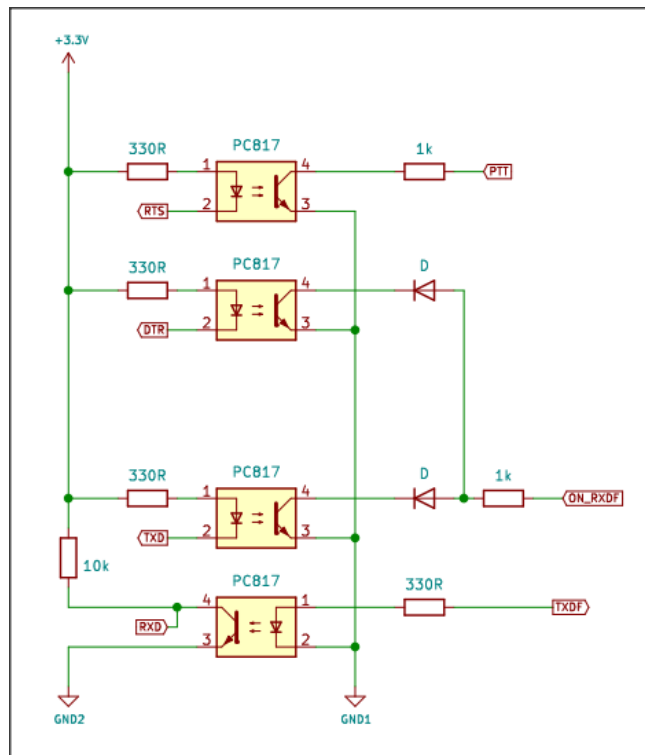 +3.3V
330R
PC817
1k
1
4
PTT
RTS
2
3
330R
PC817
D
1
4
DTR
2
3
330R
PC817
D
1k
1
4
ON_RXDF
TXD
2
3
10k
PC817
330R
4
1
TXDF
RXD
3
2
GND2
GND1